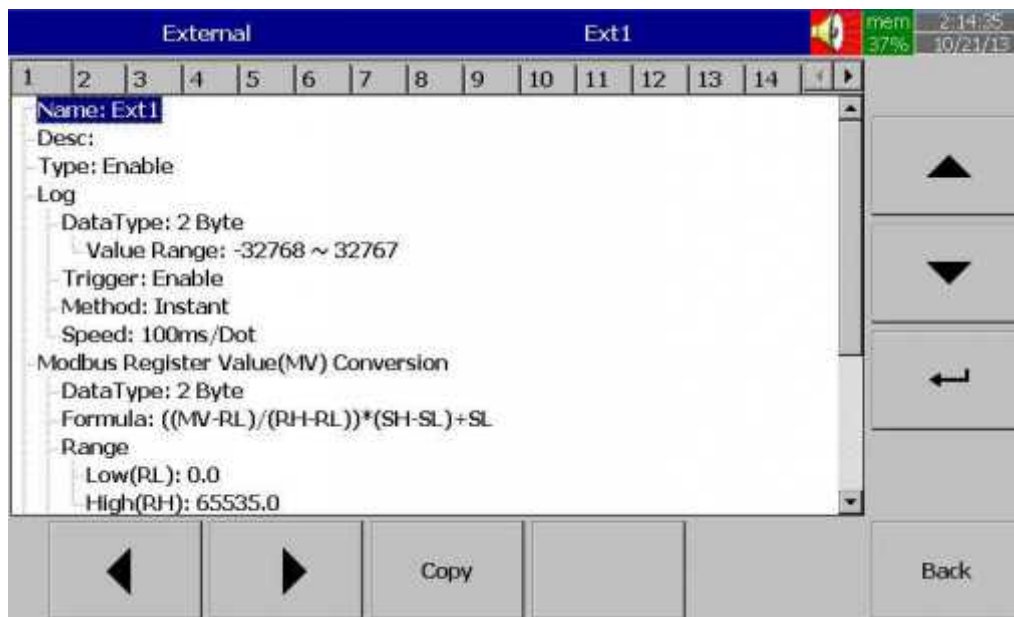 External Ext1 mem 2:14:35
37% 10/21/13
1 2 3 4 5 6 7 8 9 10 11 12 13 14
Name: Ext1
Desc:
Type: Enable
Log
DataType: 2 Byte
Value Range: -32768 ~ 32767
Trigger: Enable
Method: Instant
Speed: 100ms/Dot
Modbus Register Value(MV) Conversion
DataType: 2 Byte
Formula: ((MV-RL)/(RH-RL))*(SH-SL)+SL
Range
Low(RL): 0.0
High(RH): 65535.0
Copy Back